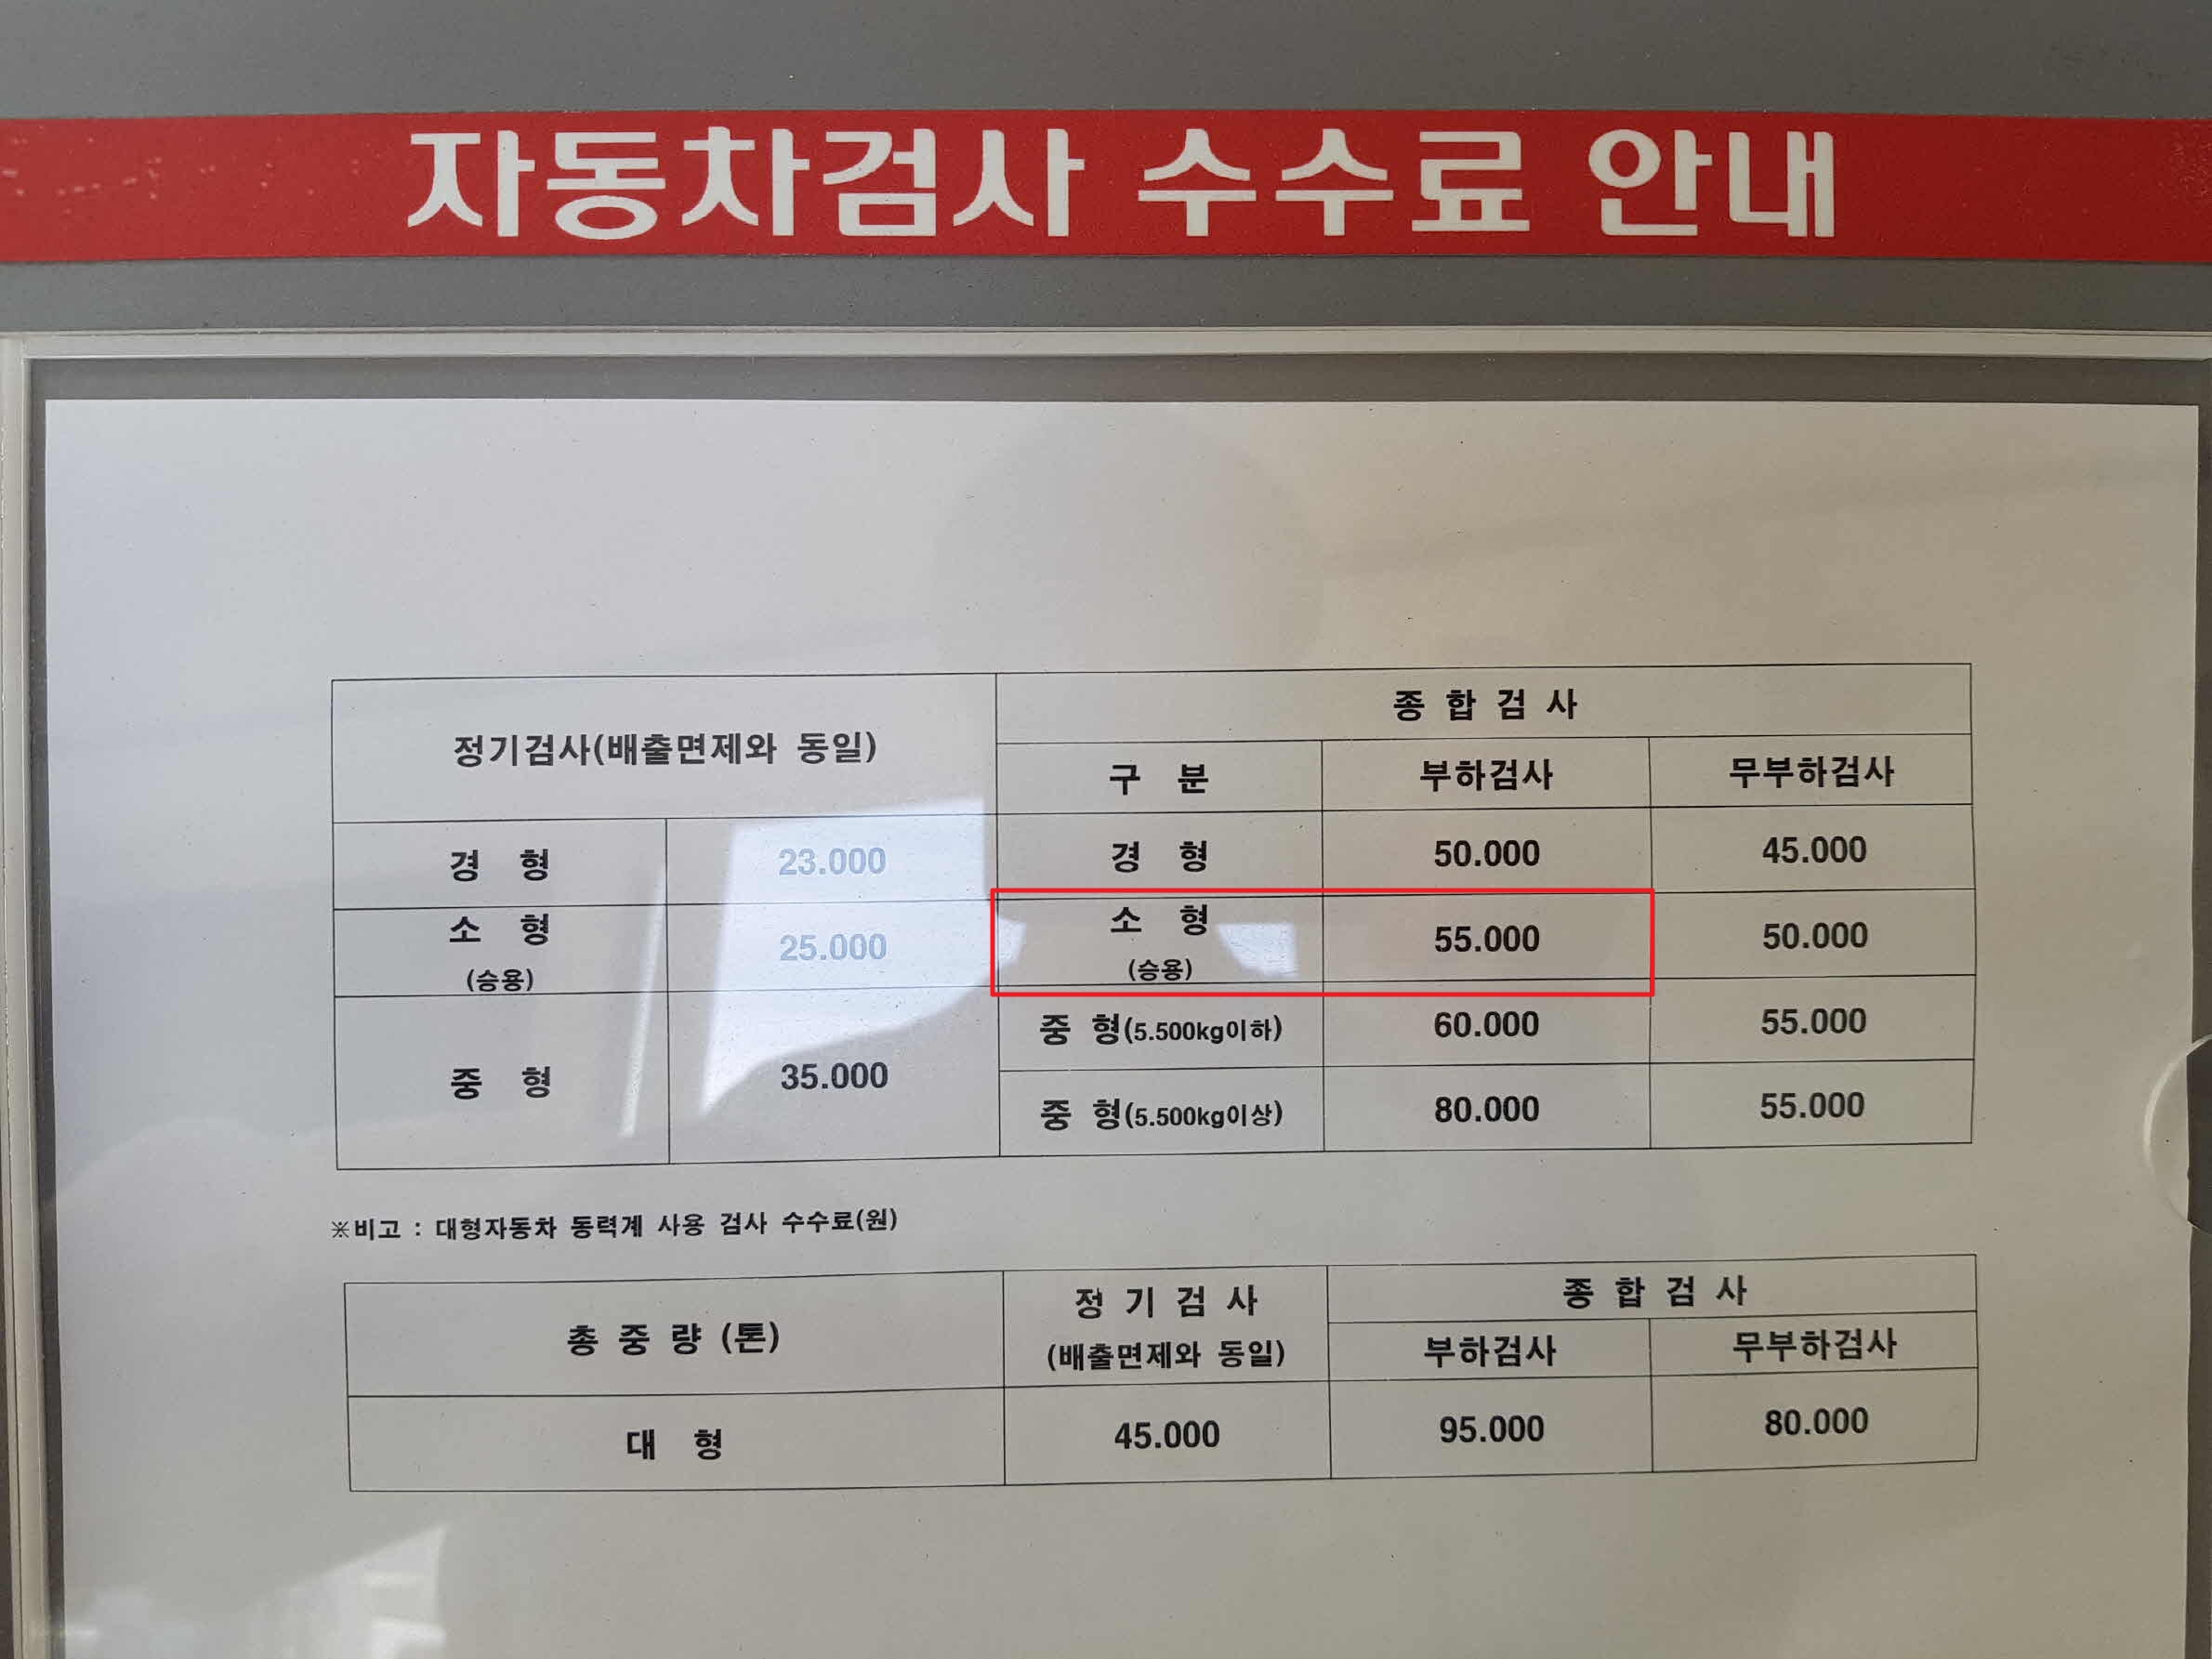 자동차검사 수수료 안내
정기검사(배출면제와 동일)
종 합 검 사
구 분
부하검사
무부하검사
경 형
23.000
경 형
50.000
45.000
소 형
(승용)
25.000
소 형
(승용)
55.000
50.000
중 형
35.000
중 형(5.500kg이하)
60.000
55.000
중 형(5.500kg이상)
80.000
55.000
※비고 : 대형자동차 동력계 사용 검사 수수료(원)
총 중 량 (톤)
정 기 검 사
(배출면제와 동일)
종 합 검 사
부하검사
무부하검사
대 형
45.000
95.000
80.000